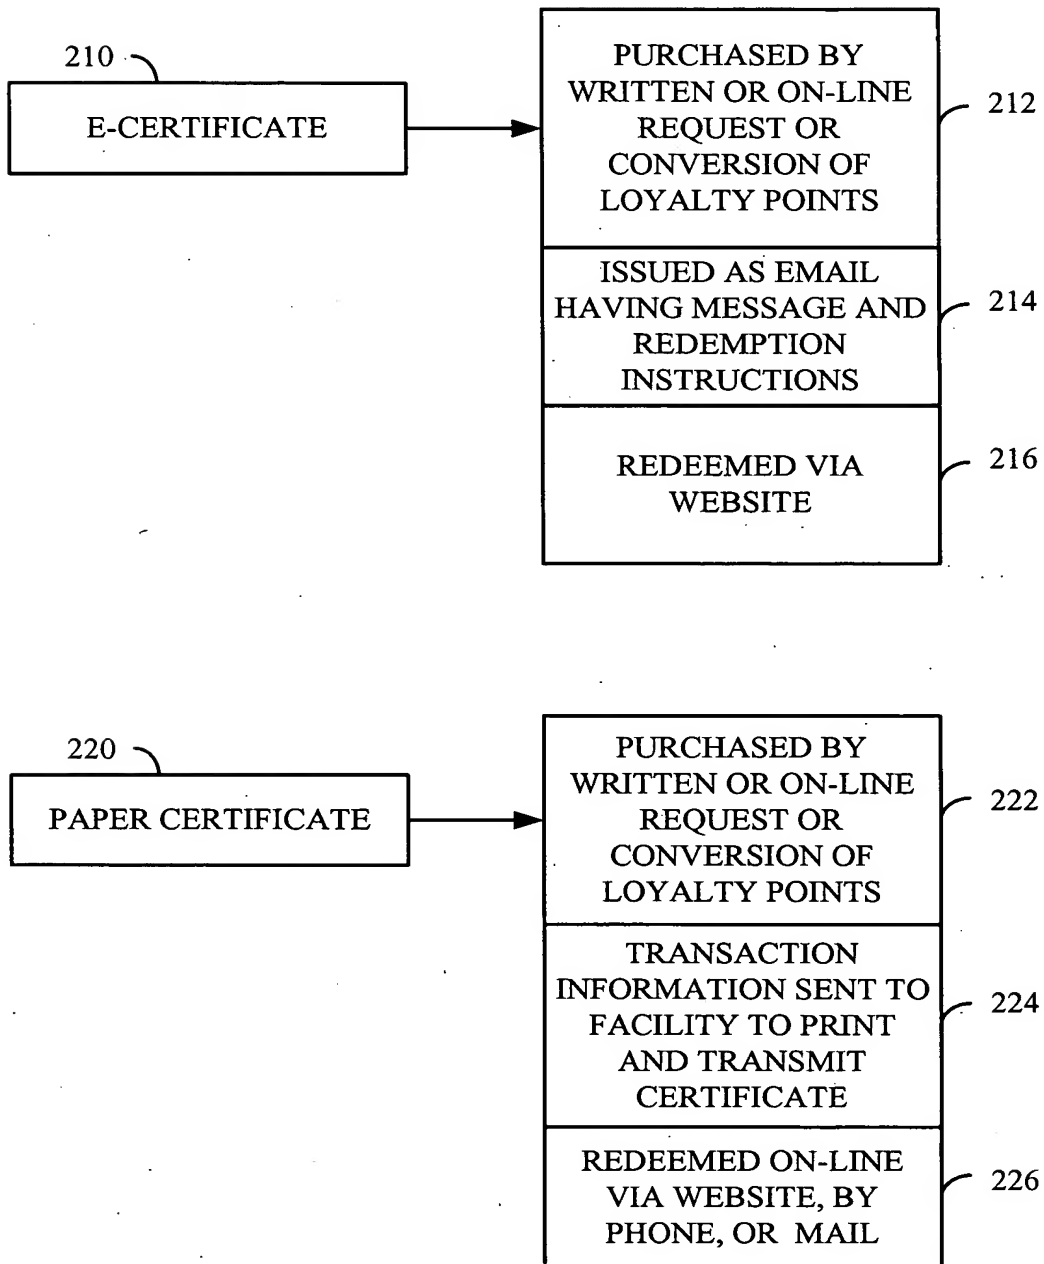 210
E-CERTIFICATE
PURCHASED BY
WRITTEN OR ON-LINE
REQUEST OR
CONVERSION OF
LOYALTY POINTS
212
ISSUED AS EMAIL
HAVING MESSAGE AND
REDEMPTION
INSTRUCTIONS
214
REDEEMED VIA
WEBSITE
216
220
PAPER CERTIFICATE
PURCHASED BY
WRITTEN OR ON-LINE
REQUEST OR
CONVERSION OF
LOYALTY POINTS
222
TRANSACTION
INFORMATION SENT TO
FACILITY TO PRINT
AND TRANSMIT
CERTIFICATE
224
REDEEMED ON-LINE
VIA WEBSITE, BY
PHONE, OR MAIL
226